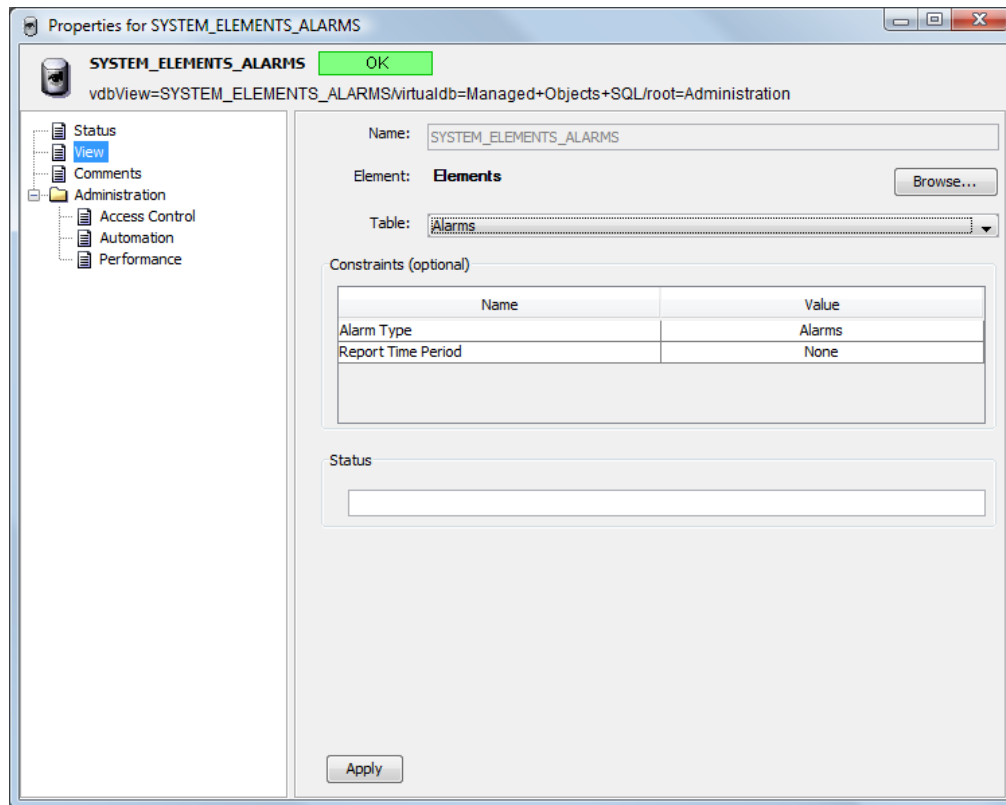 Properties for SYSTEM_ELEMENTS_ALARMS
SYSTEM_ELEMENTS_ALARMS OK
vdbView=SYSTEM_ELEMENTS_ALARMS/virtualdb=Managed+Objects+SQL/root=Administration
Status
View
Comments
Administration
Access Control
Automation
Performance
Name: SYSTEM_ELEMENTS_ALARMS
Element: Elements Browse...
Table: Alarms
Constraints (optional)
Name Value
Alarm Type Alarms
Report Time Period None
Status
Apply